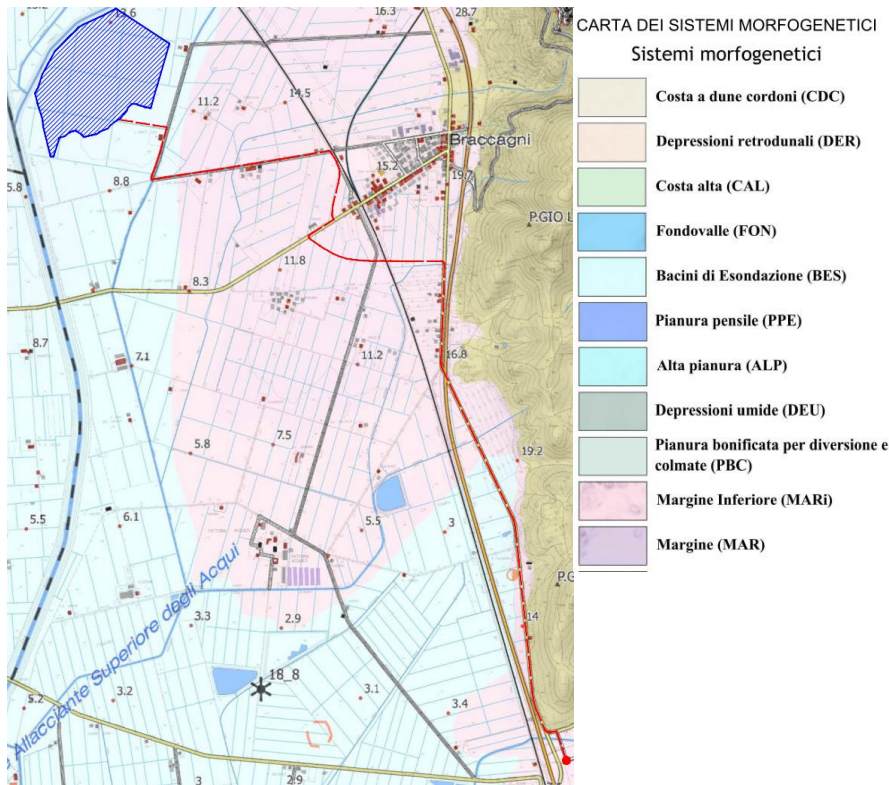 13.6
16.3
28.7
11.2
14,5
Braccagni
15.2
19.7
5.8
8.8
P.GIO L
11.8
8.3
8.7
7.1
11.2
16.8
5.8
7.5
19.2
5.5
3
5.5
6.1
P.G
3.3
2.9
14
18_8
3.2
3.1
3.4
5.2
Allacciante Superiore degli Acqui
3
2.9
CARTA DEI SISTEMI MORFOGENETICI
Sistemi morfogenetici
Costa a dune cordoni (CDC)
Depressioni retrodunali (DER)
Costa alta (CAL)
Fondovalle (FON)
Bacini di Esondazione (BES)
Pianura pensile (PPE)
Alta pianura (ALP)
Depressioni umide (DEU)
Pianura bonificata per diversione e
colmate (PBC)
Margine Inferiore (MARi)
Margine (MAR)